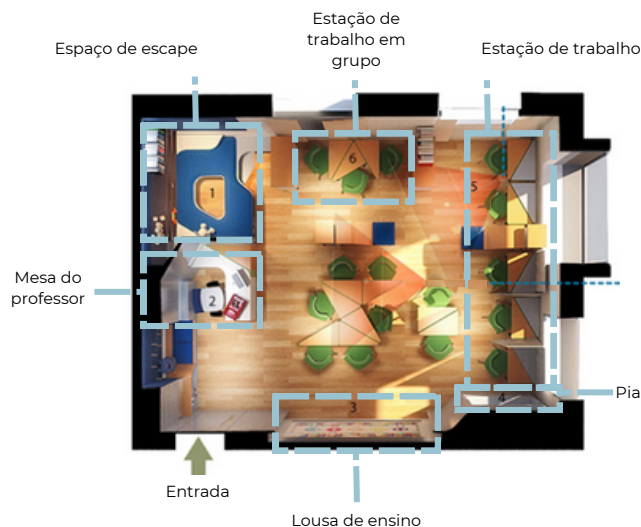 Estação de
trabalho em
grupo
Espaço de escape
Estação de trabalho
6
1
5
Mesa do
professor
2
3
4
Pia
Entrada
Lousa de ensino